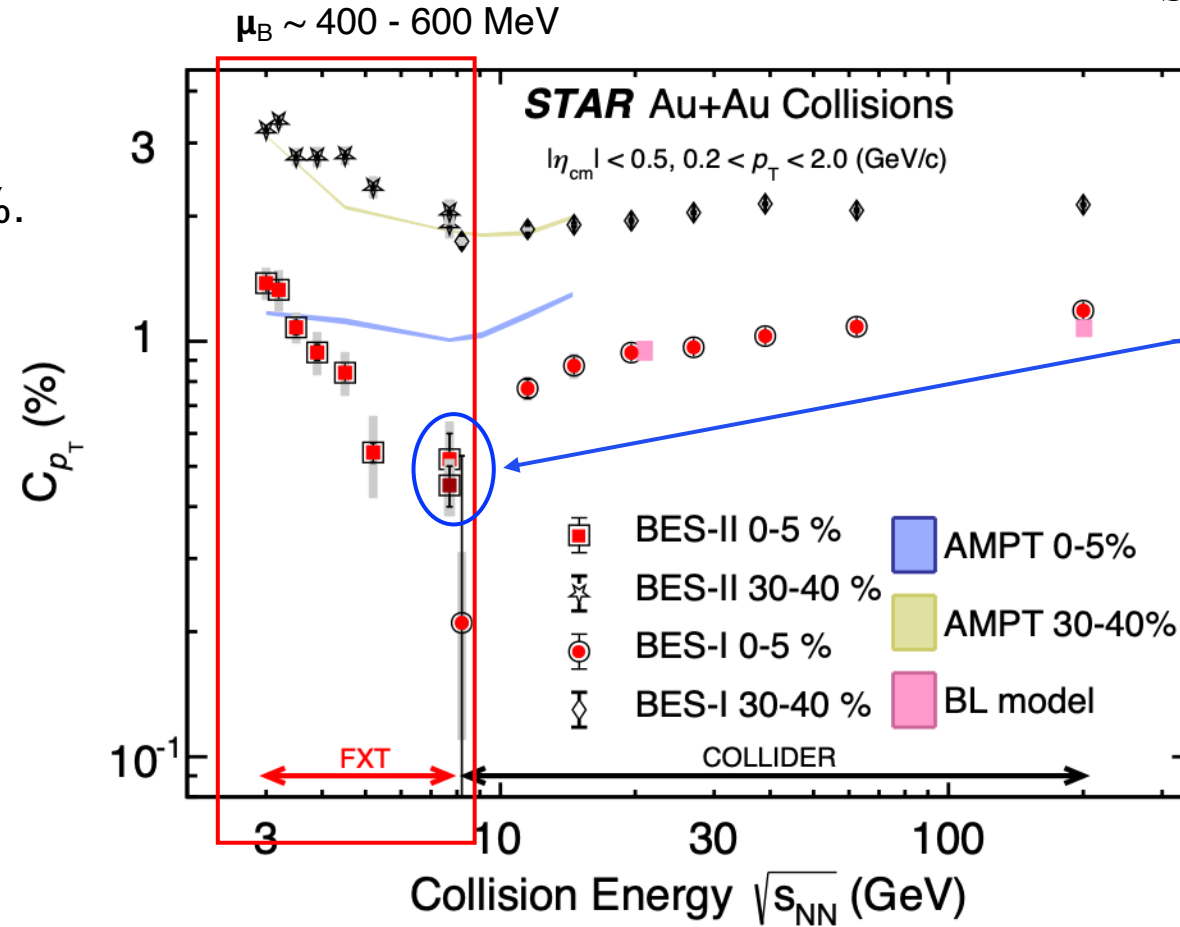 μB ~ 400 - 600 MeV
STAR Au+Au Collisions
|ηcm| < 0.5, 0.2 < pT < 2.0 (GeV/c)
%.
3
1
10-1
CpT (%)
BES-II 0-5 %
BES-II 30-40 %
BES-I 0-5 %
BES-I 30-40 %
AMPT 0-5%
AMPT 30-40%
BL model
FXT
COLLIDER
3
10
30
100
Collision Energy √sNN (GeV)